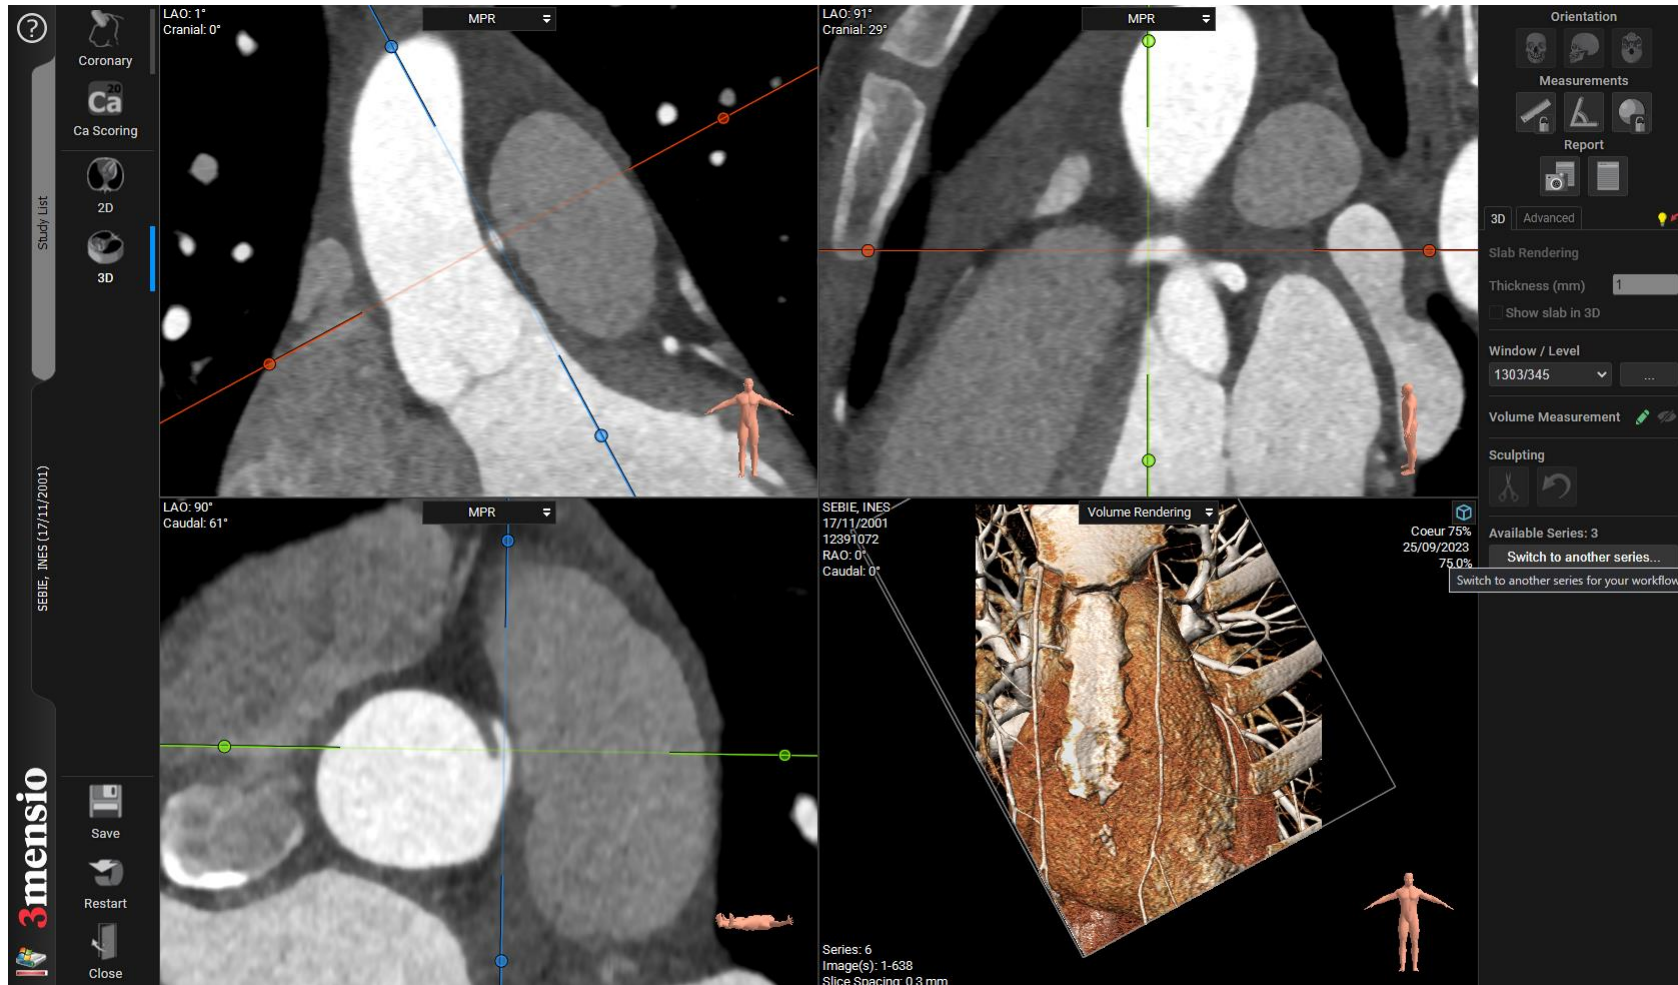 Study List
SEBIE, INES (17/11/2001)
3mensio
Coronary
20
Ca
Ca Scoring
2D
3D
Save
Restart
Close
LAO: 1°
Cranial: 0°
MPR
LAO: 91°
Cranial: 29°
MPR
LAO: 90°
Caudal: 61°
MPR
SEBIE, INES
17/11/2001
12391072
RAO: 0°
Caudal: 0°
Volume Rendering
Coeur 75%
25/09/2023
75.0%
Series: 6
Image(s): 1-638
Slice Spacing: 0.3 mm
Orientation
Measurements
Report
3D
Advanced
Slab Rendering
Thickness (mm)
1
Show slab in 3D
Window / Level
1303/345
...
Volume Measurement
Sculpting
Available Series: 3
Switch to another series...
Switch to another series for your workflow